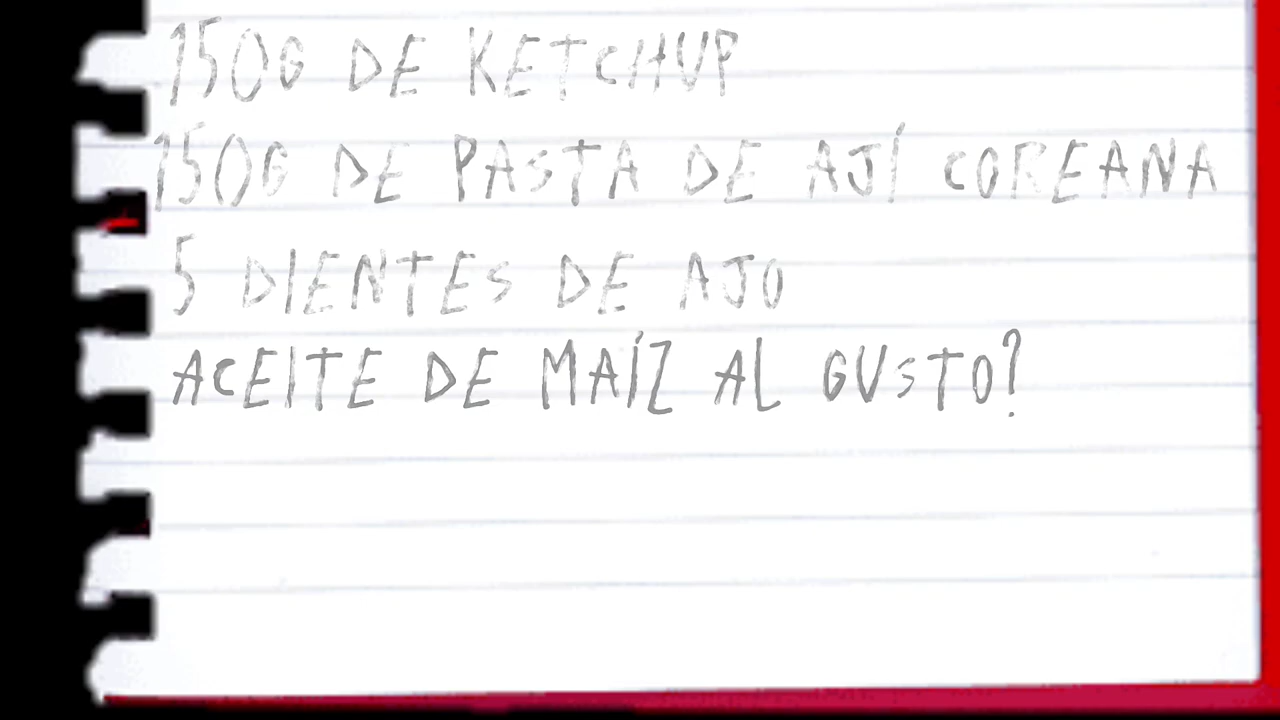 150G DE KETCHUP
150G DE PASTA DE AJÍ COREANA
5 DIENTES DE AJO
ACEITE DE MAÍZ AL GUSTO?